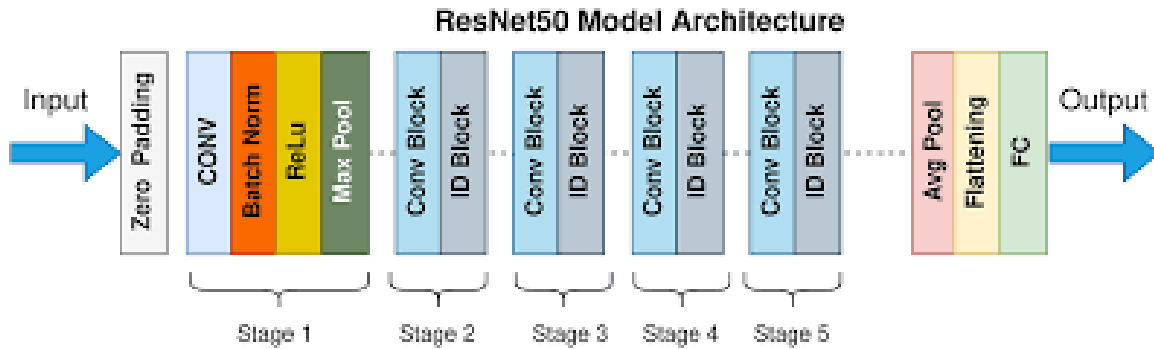 ResNet50 Model Architecture
Input
Zero Padding
CONV
Batch Norm
ReLu
Max Pool
Conv Block
ID Block
Conv Block
ID Block
Conv Block
ID Block
Conv Block
ID Block
Avg Pool
Flattening
FC
Output
Stage 1
Stage 2
Stage 3
Stage 4
Stage 5